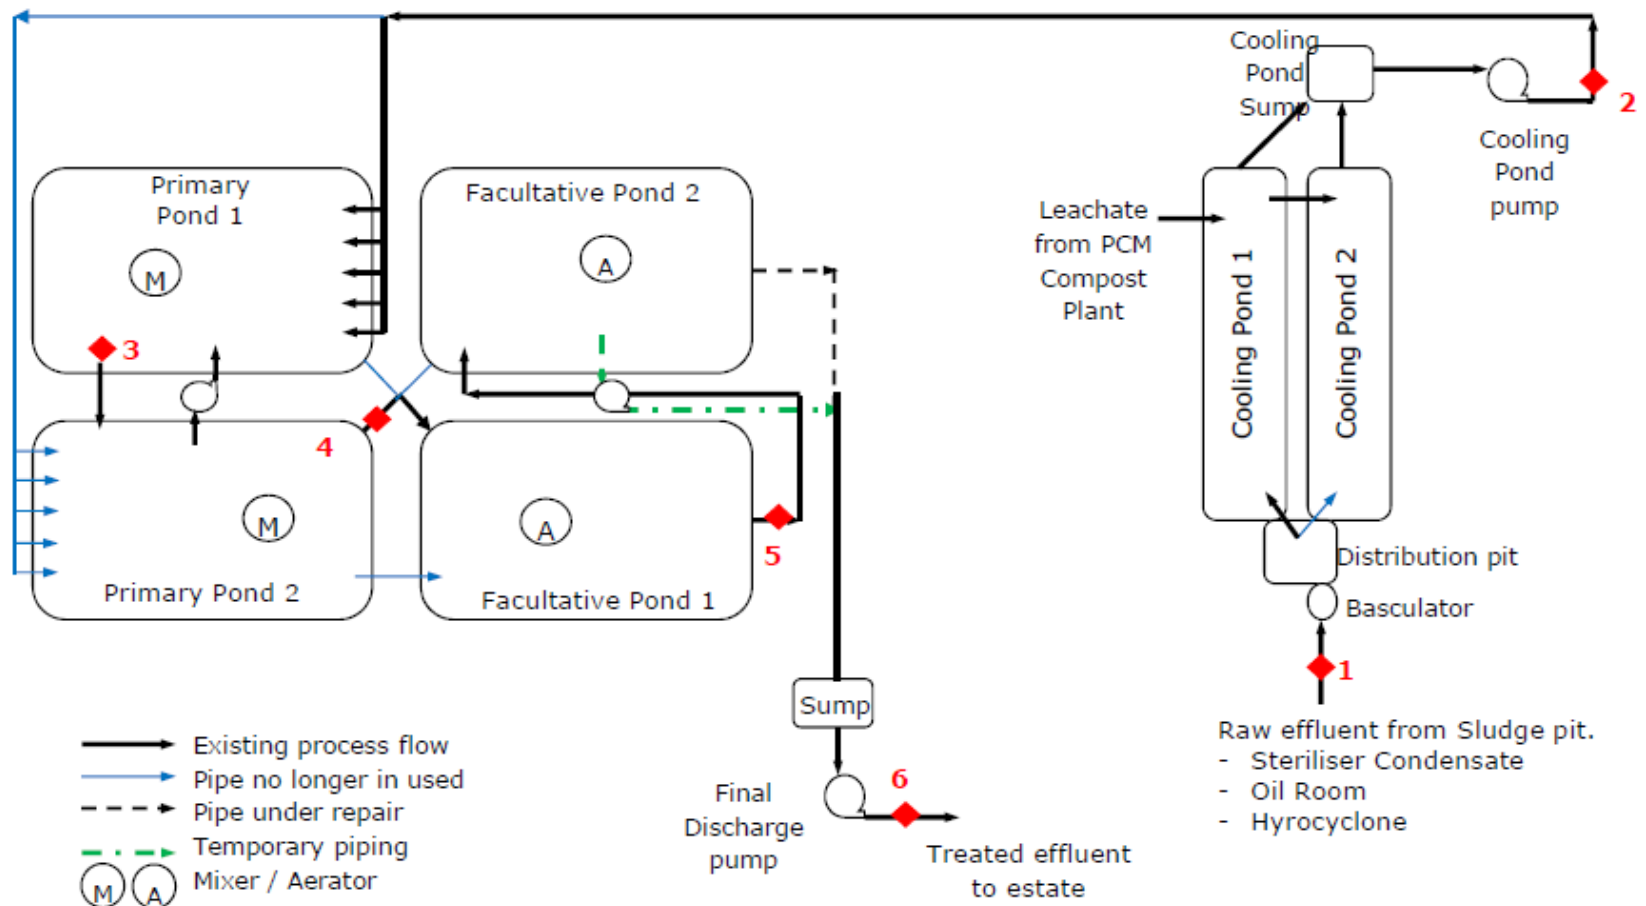 Cooling
Pond
Sump
2
Cooling
Pond
pump
Primary
Pond 1
M
Facultative Pond 2
A
Leachate
from PCM
Compost
Plant
Cooling Pond 1
Cooling Pond 2
3
4
M
Primary Pond 2
A
Facultative Pond 1
5
Distribution pit
Basculator
1
Sump
Raw effluent from Sludge pit.
- Steriliser Condensate
- Oil Room
- Hyrocyclone
6
Final
Discharge
pump
Treated effluent
to estate
Existing process flow
Pipe no longer in used
Pipe under repair
Temporary piping
M A Mixer / Aerator